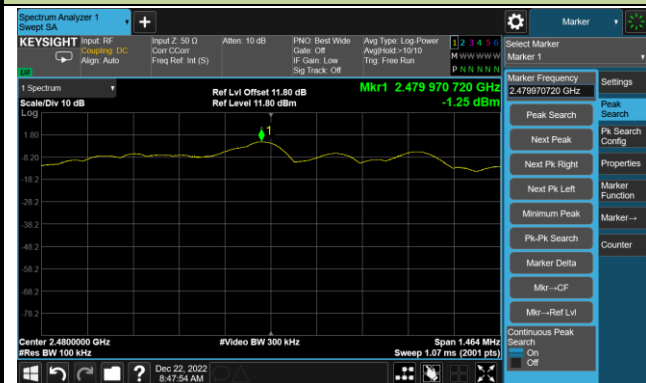 Spectrum Analyzer 1
Swept SA
Marker
KEYSIGHT
Input: RF
Coupling: DC
Align: Auto
Input Z: 50 Ω
Corr CCorr
Freq Ref: Int (S)
Atten: 10 dB
PNO: Best Wide
Gate: Off
IF Gain: Low
Sig Track: Off
Avg Type: Log-Power
Avg|Hold:>10/10
Trig: Free Run
1 2 3 4 5 6
M W W W W W
P N N N N N
Select Marker
Marker 1
1 Spectrum
Scale/Div 10 dB
Log
Ref Lvl Offset 11.80 dB
Ref Level 11.80 dBm
Mkr1 2.479 970 720 GHz
-1.25 dBm
1
1.80
-8.20
-18.2
-28.2
-38.2
-48.2
-58.2
-68.2
-78.2
Center 2.4800000 GHz
#Res BW 100 kHz
#Video BW 300 kHz
Span 1.464 MHz
Sweep 1.07 ms (2001 pts)
Marker Frequency
2.479970720 GHz
Peak Search
Next Peak
Next Pk Right
Next Pk Left
Minimum Peak
Pk-Pk Search
Marker Delta
Mkr→CF
Mkr→Ref Lvl
Continuous Peak
Search
On
Off
Settings
Peak
Search
Pk Search
Config
Properties
Marker
Function
Marker→
Counter
Dec 22, 2022
8:47:54 AM